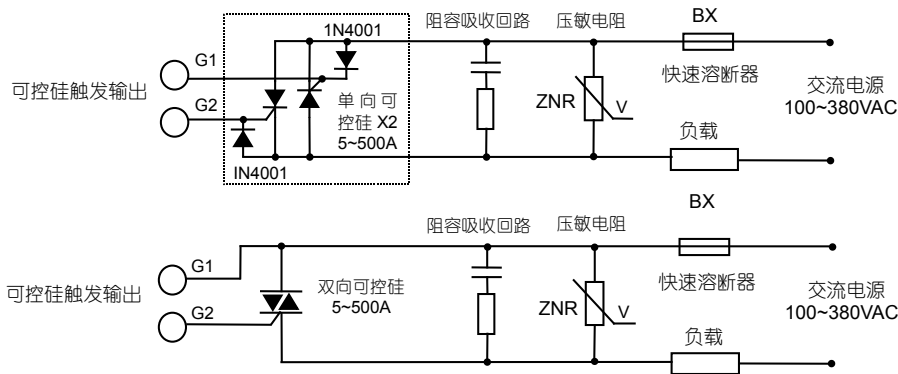 1N4001
阻容吸收回路
压敏电阻
BX
G1
可控硅触发输出
G2
单向可
控硅 X2
5~500A
ZNR
V
快速溶断器
交流电源
100~380VAC
负载
IN4001
阻容吸收回路
压敏电阻
BX
G1
可控硅触发输出
G2
双向可控硅
5~500A
ZNR
V
快速溶断器
交流电源
100~380VAC
负载